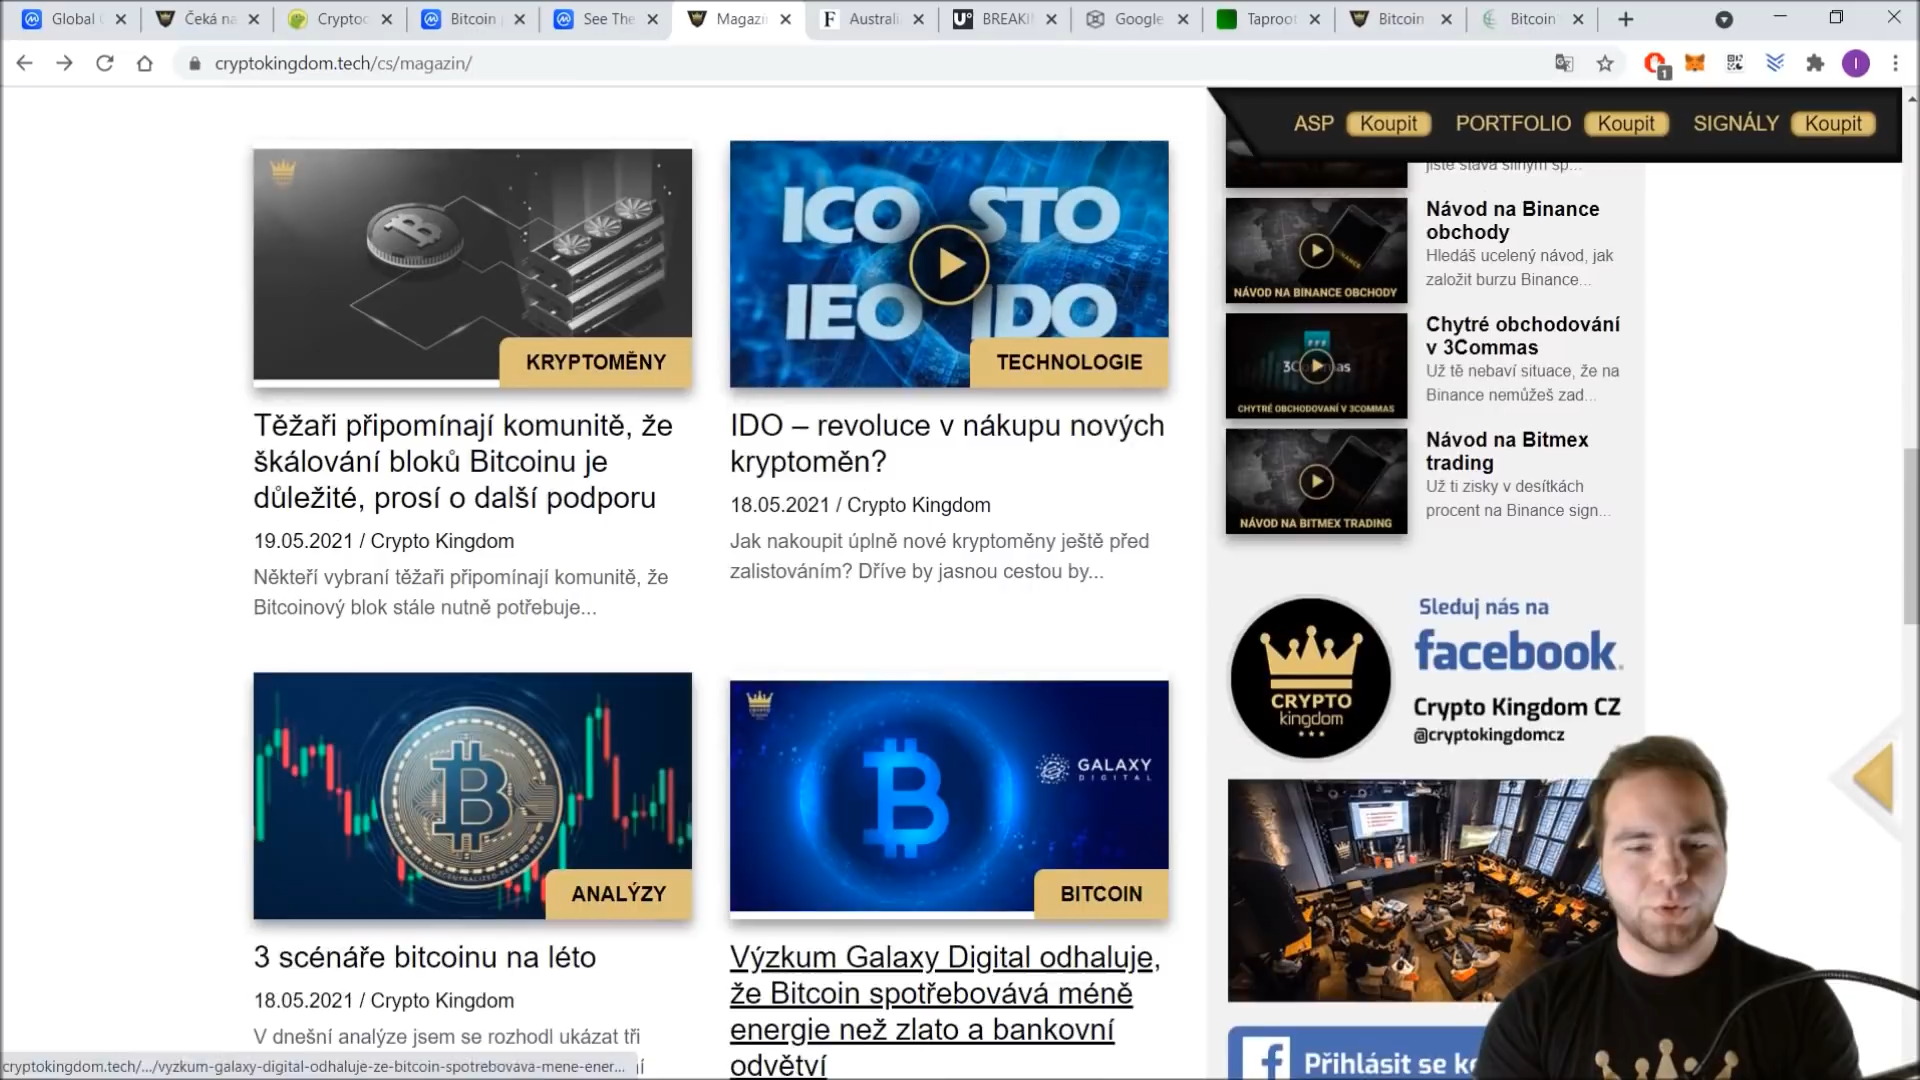 Global
Čeká na
Cryptoc
Bitcoin
See The
Magazi
Australi
BREAKI
Google
Taproot
Bitcoin
Bitcoin
cryptokingdom.tech/cs/magazin/
1
I
ASP Koupit PORTFOLIO Koupit SIGNÁLY Koupit
KRYPTOMĚNY
Těžaři připomínají komunitě, že
škálování bloků Bitcoinu je
důležité, prosí o další podporu
19.05.2021 / Crypto Kingdom
Někteří vybraní těžaři připomínají komunitě, že
Bitcoinový blok stále nutně potřebuje...
ICO STO
IEO IDO
TECHNOLOGIE
IDO – revoluce v nákupu nových
kryptoměn?
18.05.2021 / Crypto Kingdom
Jak nakoupit úplně nové kryptoměny ještě před
zalistováním? Dříve by jasnou cestou by...
ANALÝZY
3 scénáře bitcoinu na léto
18.05.2021 / Crypto Kingdom
V dnešní analýze jsem se rozhodl ukázat tři
GALAXY
DIGITAL
BITCOIN
Výzkum Galaxy Digital odhaluje,
že Bitcoin spotřebovává méně
energie než zlato a bankovní
odvětví
jistě stává silným sp...
NÁVOD NA BINANCE OBCHODY
Návod na Binance
obchody
Hledáš ucelený návod, jak
založit burzu Binance...
CHYTRÉ OBCHODOVANÍ V 3COMMAS
Chytré obchodování
v 3Commas
Už tě nebaví situace, že na
Binance nemůžeš zad...
NÁVOD NA BITMEX TRADING
Návod na Bitmex
trading
Už ti zisky v desítkách
procent na Binance sign...
CRYPTO
kingdom
Sleduj nás na
facebook.
Crypto Kingdom CZ
@cryptokingdomcz
Přihlásit se k
cryptokingdom.tech/.../vyzkum-galaxy-digital-odhaluje-ze-bitcoin-spotrebovava-mene-ener...